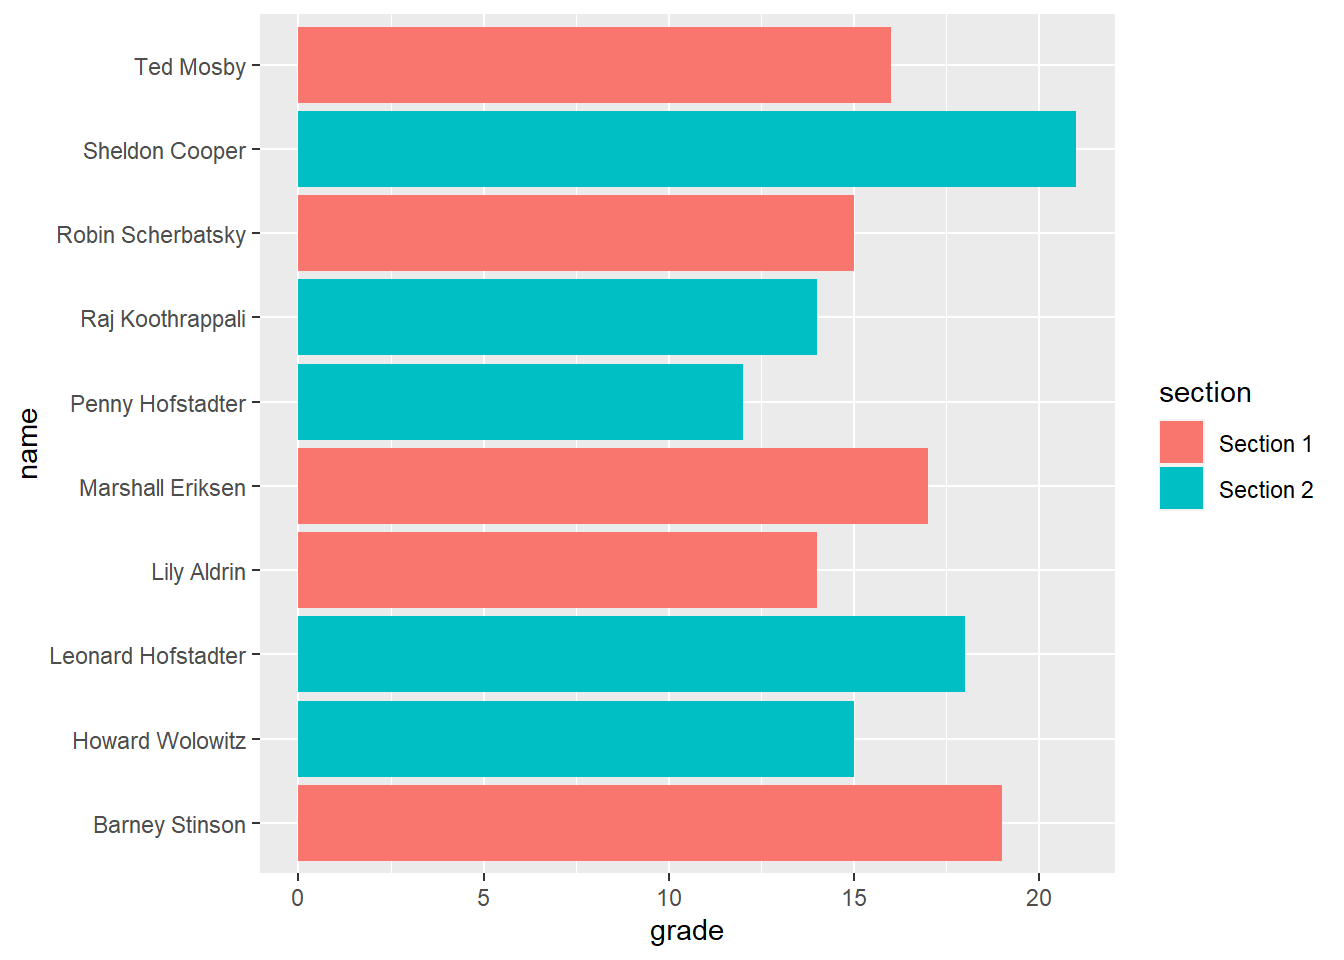 Ted Mosby
Sheldon Cooper
Robin Scherbatsky
Raj Koothrappali
Penny Hofstadter
Marshall Eriksen
Lily Aldrin
Leonard Hofstadter
Howard Wolowitz
Barney Stinson
name
0 5 10 15 20
grade
section
Section 1
Section 2